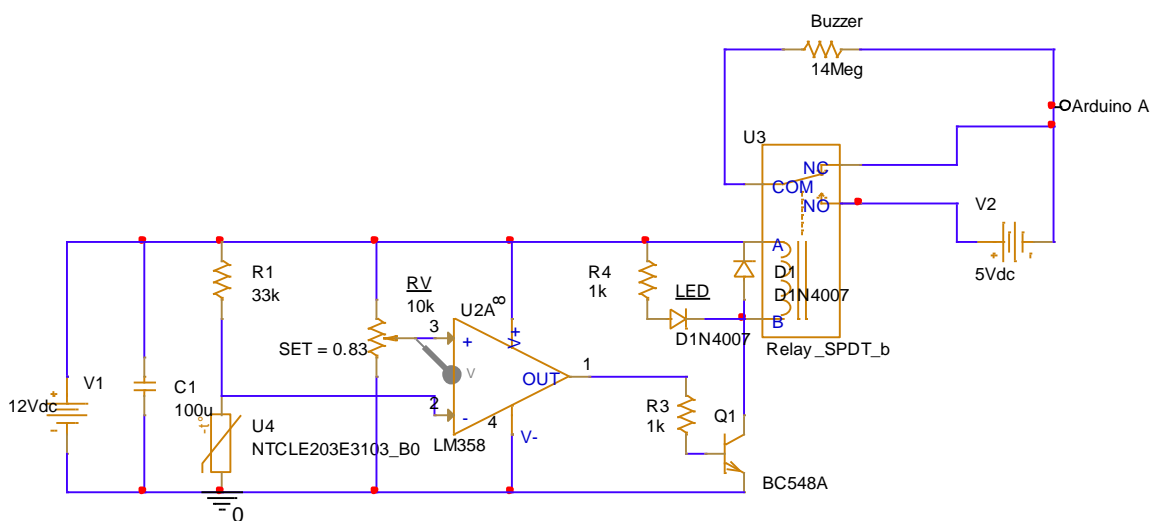 Buzzer
14Meg
Arduino A
U3
NC
COM
NO
V2
+
5Vdc
A
R4
1k
LED
D1
D1N4007
B
D1N4007
Relay_SPDT_b
R1
33k
RV
10k
SET = 0.83
U2A
8
V+
3
+
V
OUT
1
2
-
4
V-
LM358
R3
1k
Q1
BC548A
V1
12Vdc
+
-
C1
100u
U4
-t°
NTCLE203E3103_B0
0